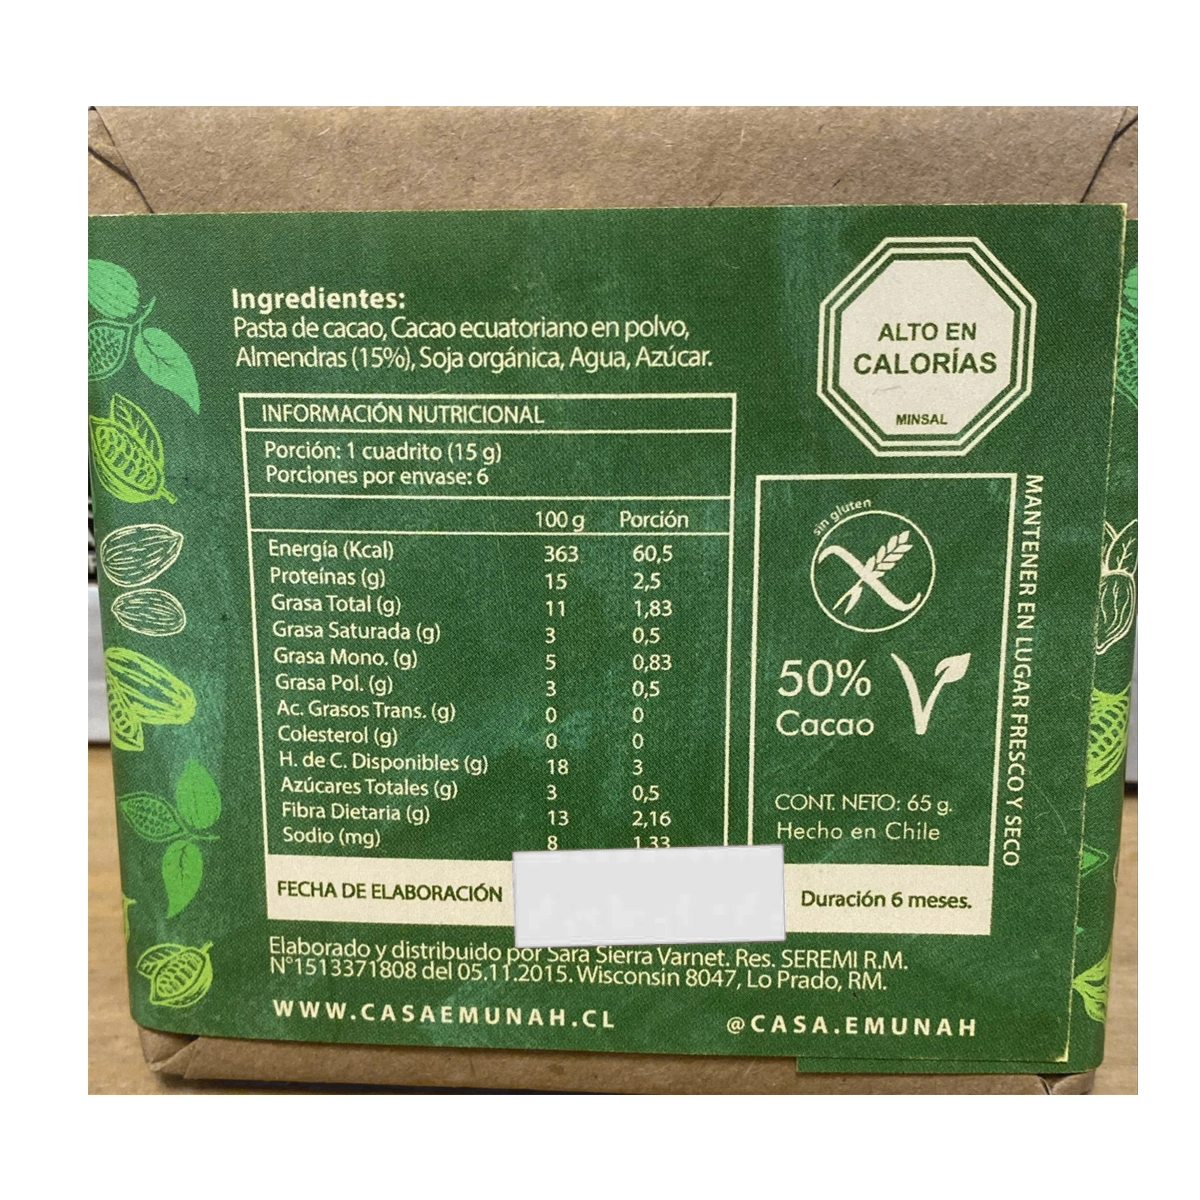 Ingredientes:
Pasta de cacao, Cacao ecuatoriano en polvo,
Almendras (15%), Soja orgánica, Agua, Azúcar.
ALTO EN
CALORÍAS
MINSAL
INFORMACIÓN NUTRICIONAL
Porción: 1 cuadrito (15 g)
Porciones por envase: 6
100 g Porción
Energía (Kcal) 363 60,5
Proteínas (g) 15 2,5
Grasa Total (g) 11 1,83
Grasa Saturada (g) 3 0,5
Grasa Mono. (g) 5 0,83
Grasa Pol. (g) 3 0,5
Ac. Grasos Trans. (g) 0 0
Colesterol (g) 0 0
H. de C. Disponibles (g) 18 3
Azúcares Totales (g) 3 0,5
Fibra Dietaria (g) 13 2,16
Sodio (mg) 8 1,33
sin gluten
50%
Cacao
CONT. NETO: 65 g.
Hecho en Chile
MANTENER EN LUGAR FRESCO Y SECO
FECHA DE ELABORACIÓN
Duración 6 meses.
Elaborado y distribuido por Sara Sierra Varnet. Res. SEREMI R.M.
N°1513371808 del 05.11.2015. Wisconsin 8047, Lo Prado, RM.
WWW.CASAEMUNAH.CL
@CASA.EMUNAH